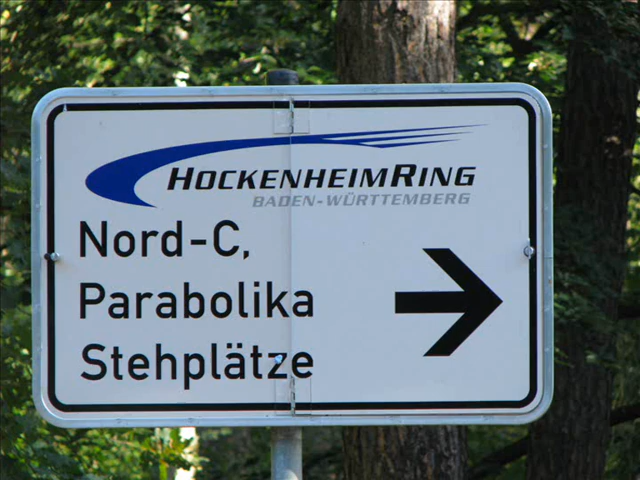 HOCKENHEIMRING
BADEN-WÜRTTEMBERG
Nord-C,
Parabolika
Stehplätze